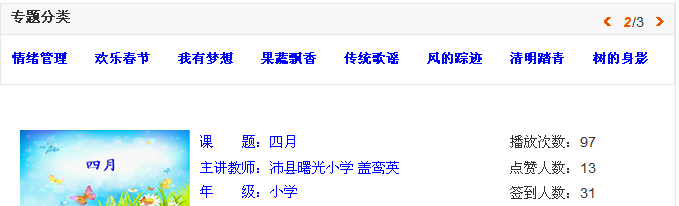 专题分类 2/3
情绪管理 欢乐春节 我有梦想 果蔬飘香 传统歌谣 风的踪迹 清明踏青 树的身影
四月
课 题：四月 播放次数：97
主讲教师：沛县曙光小学 盖鸾英 点赞人数：13
年 级：小学 签到人数：31